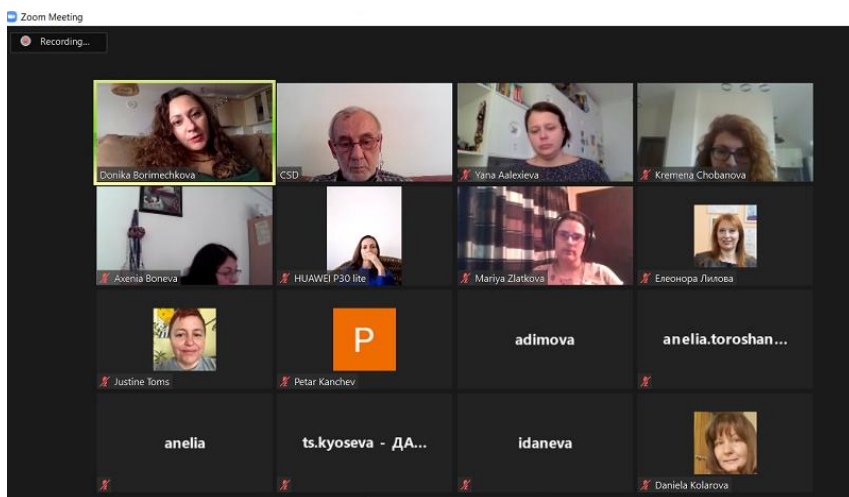 Zoom Meeting
Recording...
Donika Borimechkova
CSD
Yana Aalexieva
Kremena Chobanova
Axenia Boneva
HUAWEI P30 lite
Mariya Zlatkova
Елеонора Лилова
Justine Toms
P
Petar Kanchev
adimova
anelia.toroshan...
anelia
ts.kyoseva - ДА...
idaneva
Daniela Kolarova